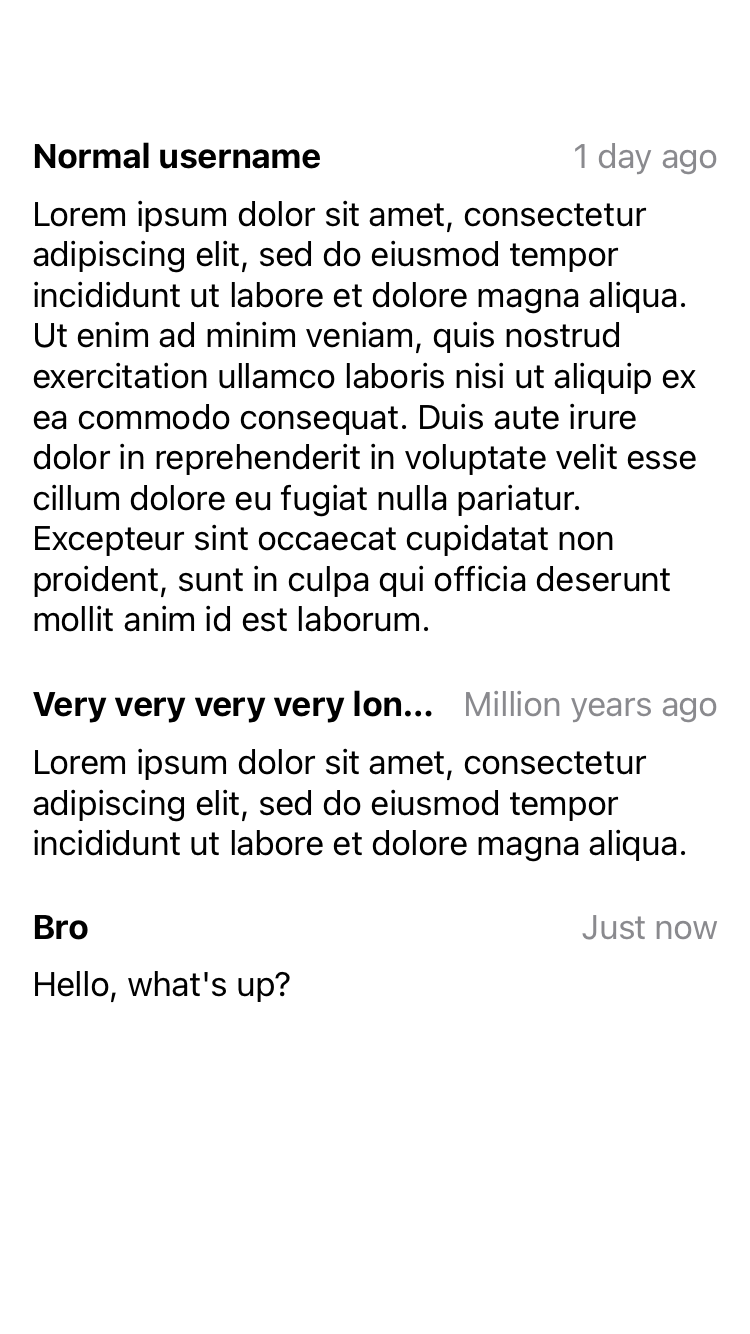 Normal username 1 day ago
Lorem ipsum dolor sit amet, consectetur
adipiscing elit, sed do eiusmod tempor
incididunt ut labore et dolore magna aliqua.
Ut enim ad minim veniam, quis nostrud
exercitation ullamco laboris nisi ut aliquip ex
ea commodo consequat. Duis aute irure
dolor in reprehenderit in voluptate velit esse
cillum dolore eu fugiat nulla pariatur.
Excepteur sint occaecat cupidatat non
proident, sunt in culpa qui officia deserunt
mollit anim id est laborum.
Very very very very lon... Million years ago
Lorem ipsum dolor sit amet, consectetur
adipiscing elit, sed do eiusmod tempor
incididunt ut labore et dolore magna aliqua.
Bro Just now
Hello, what's up?